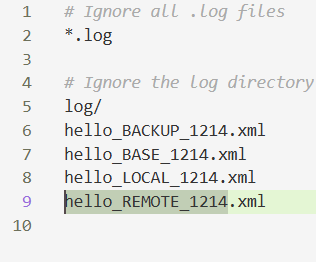 1 # Ignore all .log files
2 *.log
3
4 # Ignore the log directory
5 log/
6 hello_BACKUP_1214.xml
7 hello_BASE_1214.xml
8 hello_LOCAL_1214.xml
9 hello_REMOTE_1214.xml
10